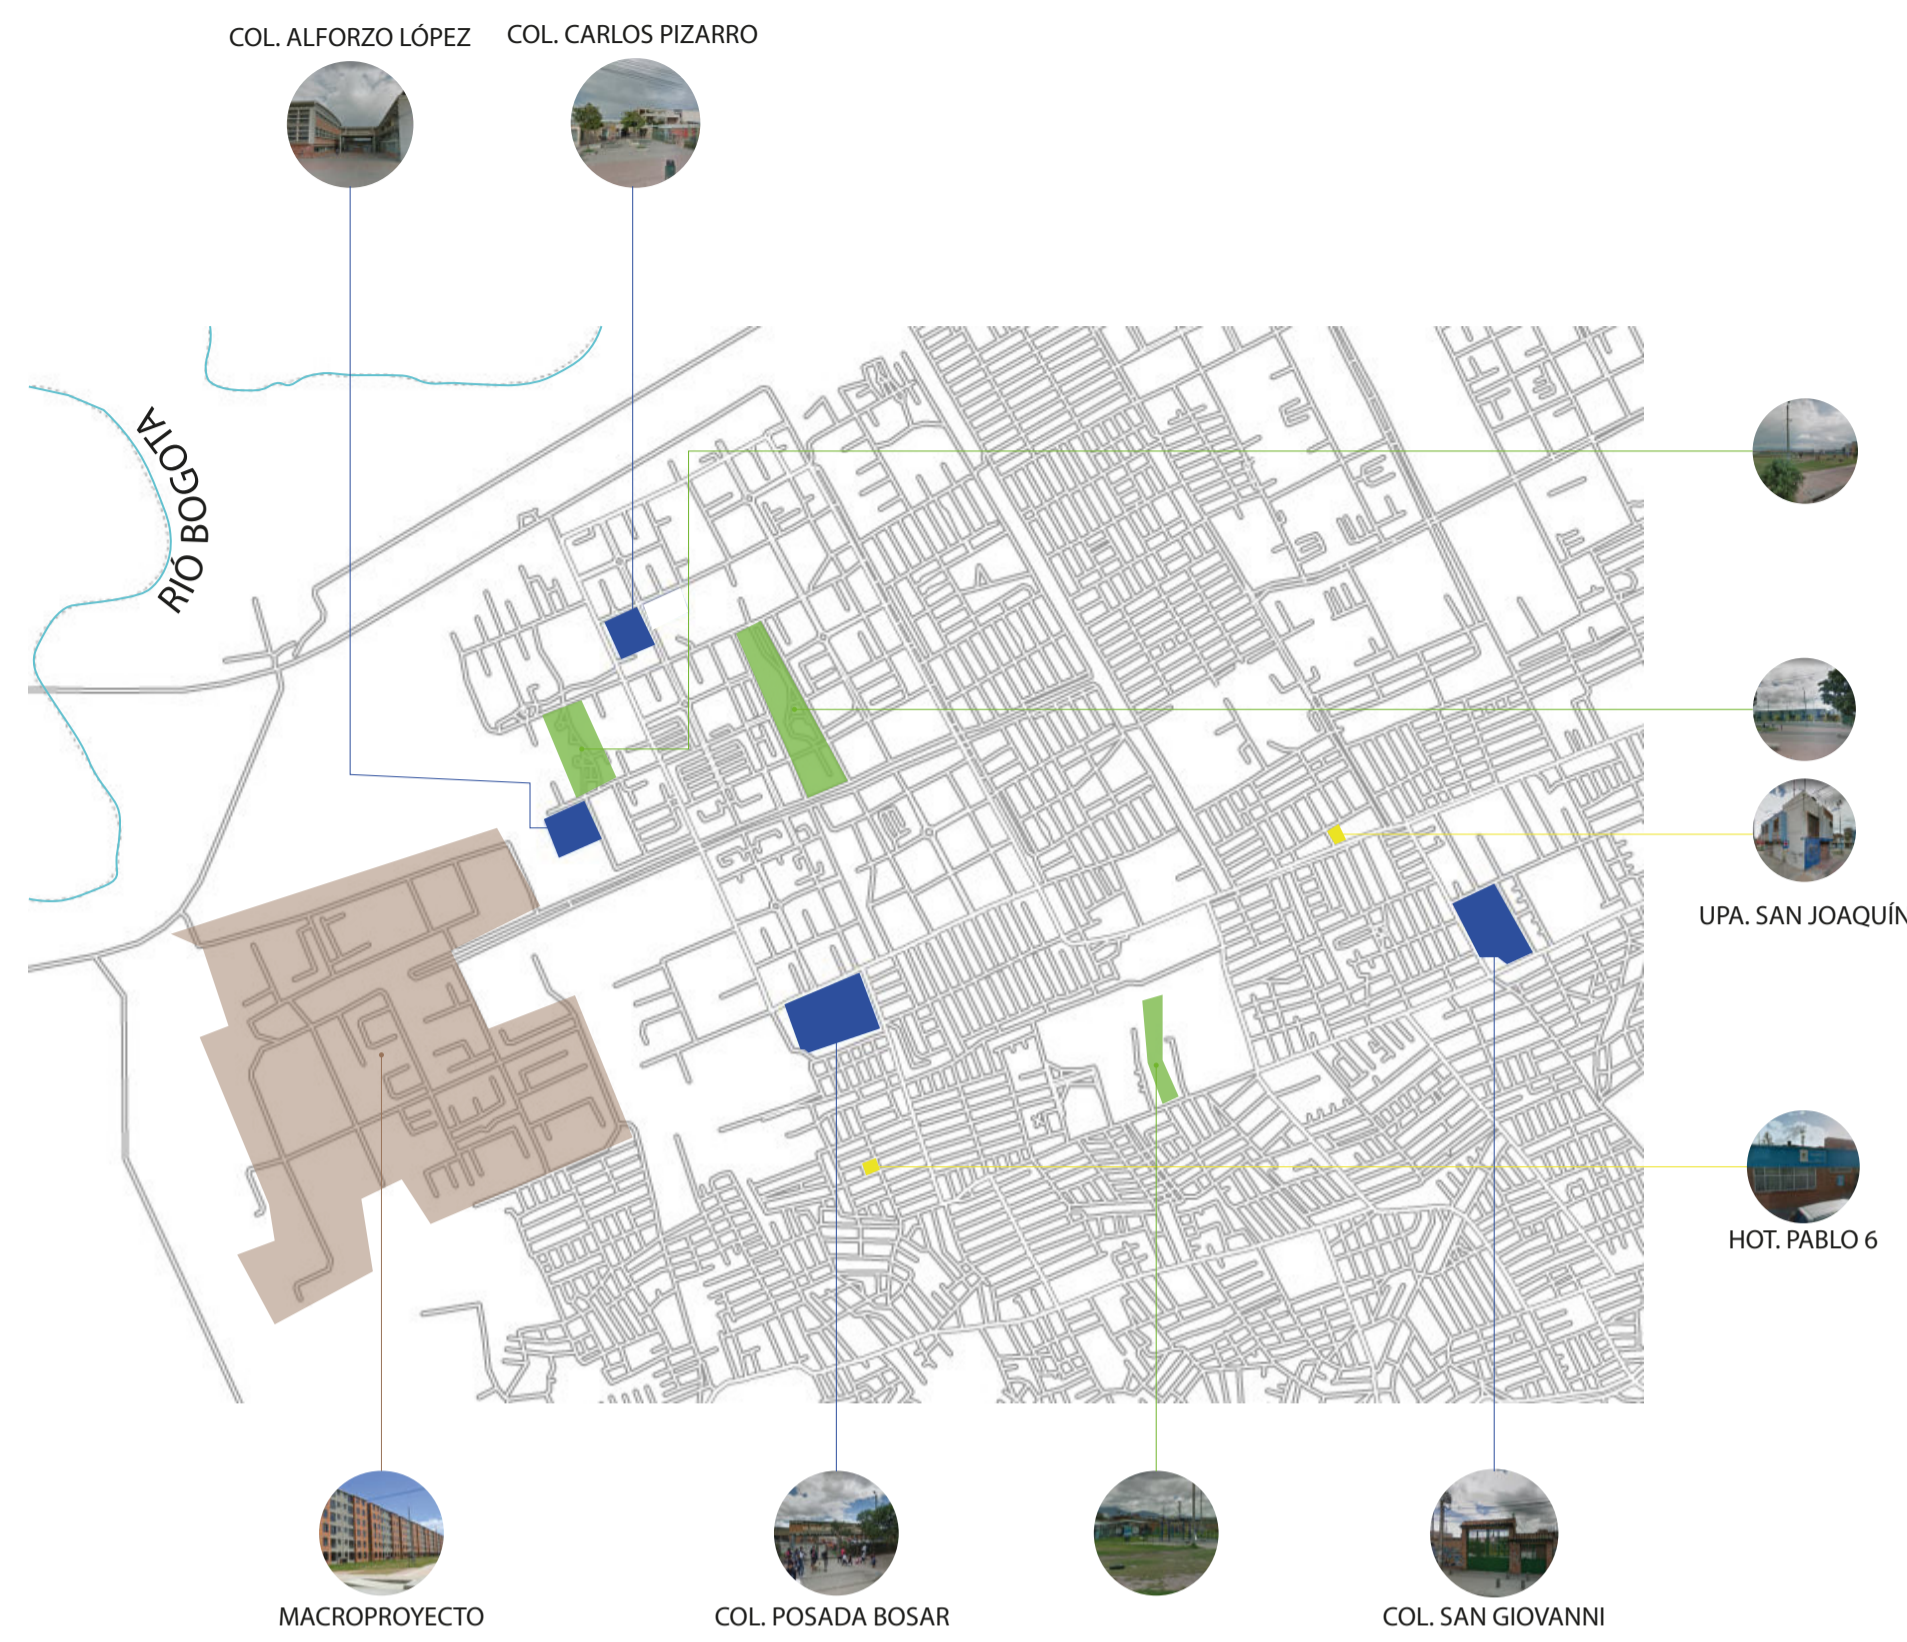 COL. ALFORZO LÓPEZ
COL. CARLOS PIZARRO
RÍÓ BOGOTA
UPA. SAN JOAQUÍN
HOT. PABLO 6
MACROPROYECTO
COL. POSADA BOSAR
COL. SAN GIOVANNI